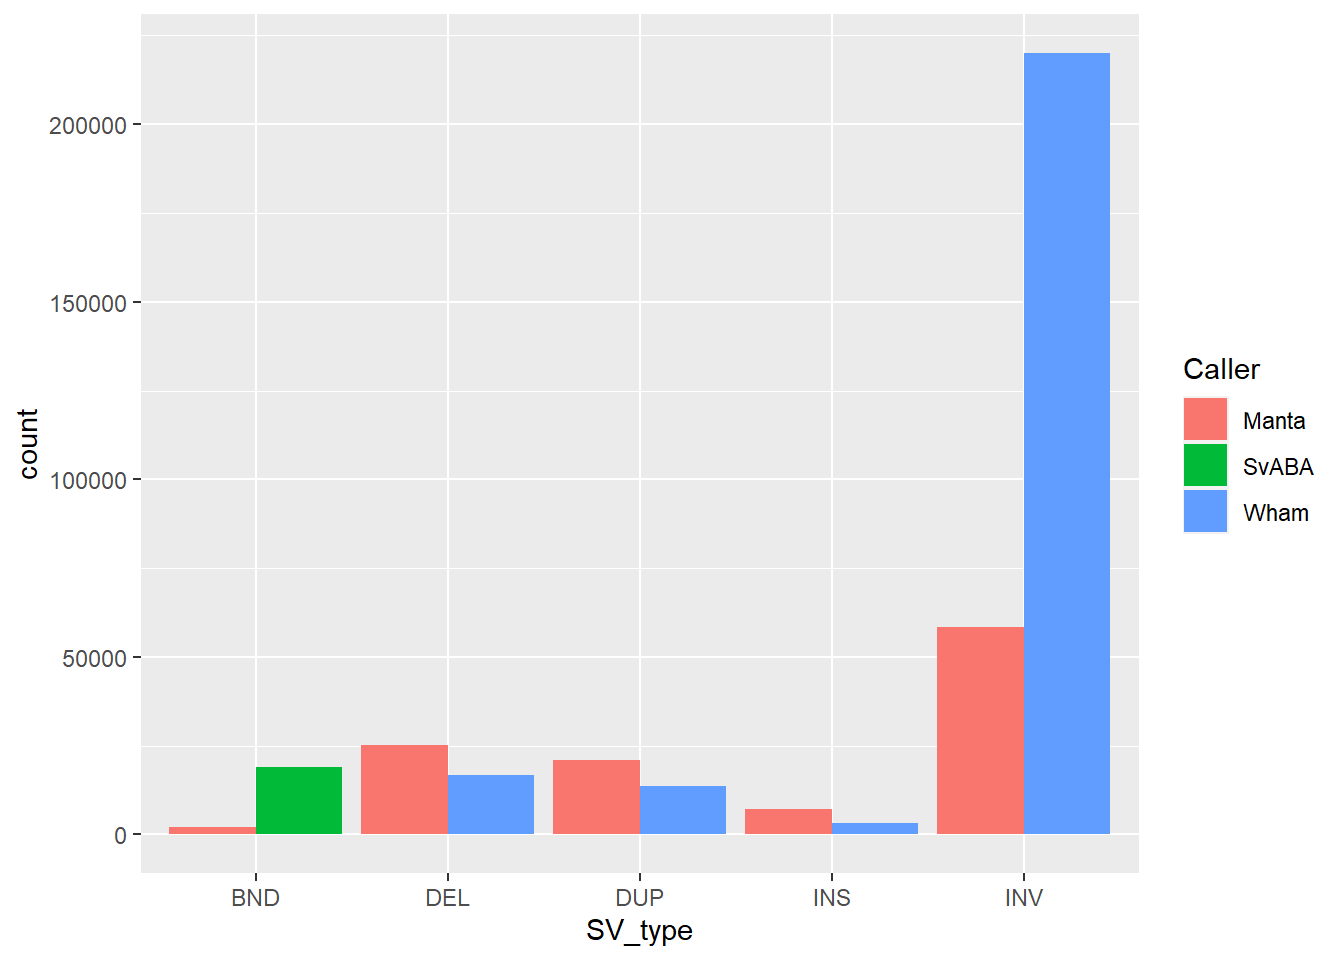 200000
150000
100000
50000
0
count
BND DEL DUP INS INV
SV_type
Caller
Manta
SvABA
Wham